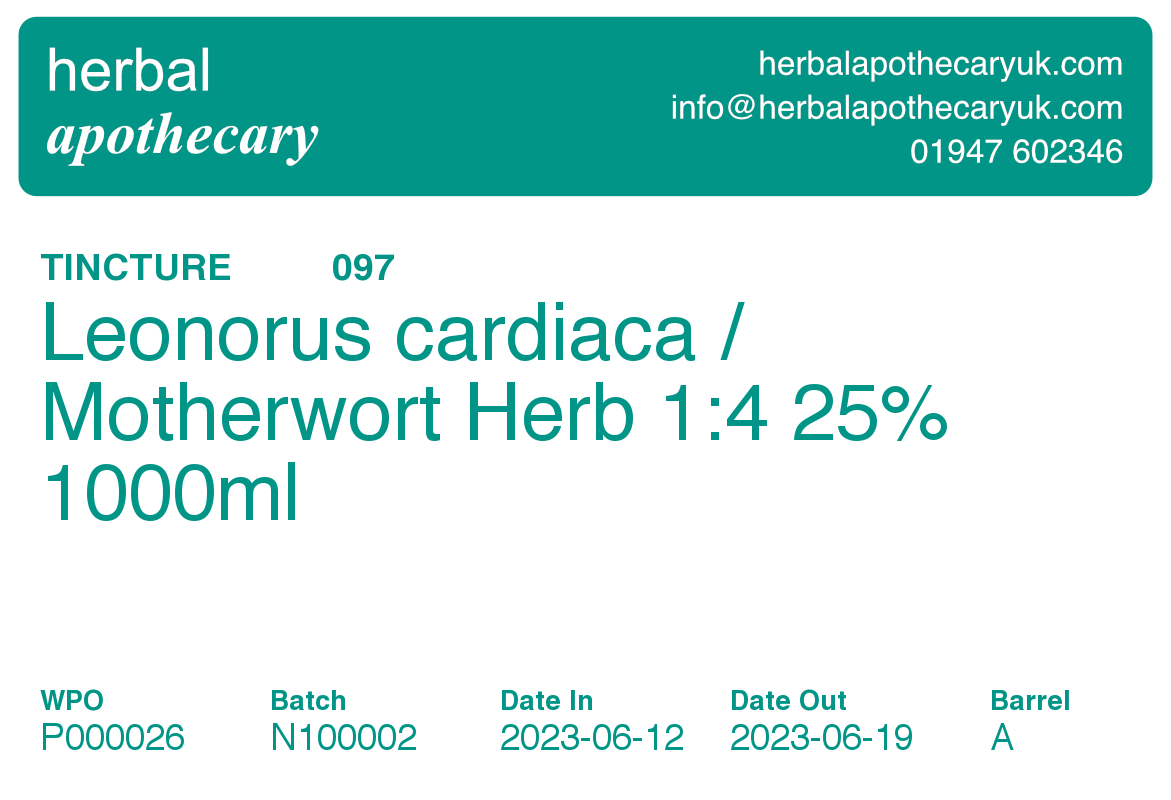 herbal
apothecary
herbalapothecaryuk.com
info@herbalapothecaryuk.com
01947 602346
TINCTURE 097
Leonorus cardiaca /
Motherwort Herb 1:4 25%
1000ml
WPO Batch Date In Date Out Barrel
P000026 N100002 2023-06-12 2023-06-19 A